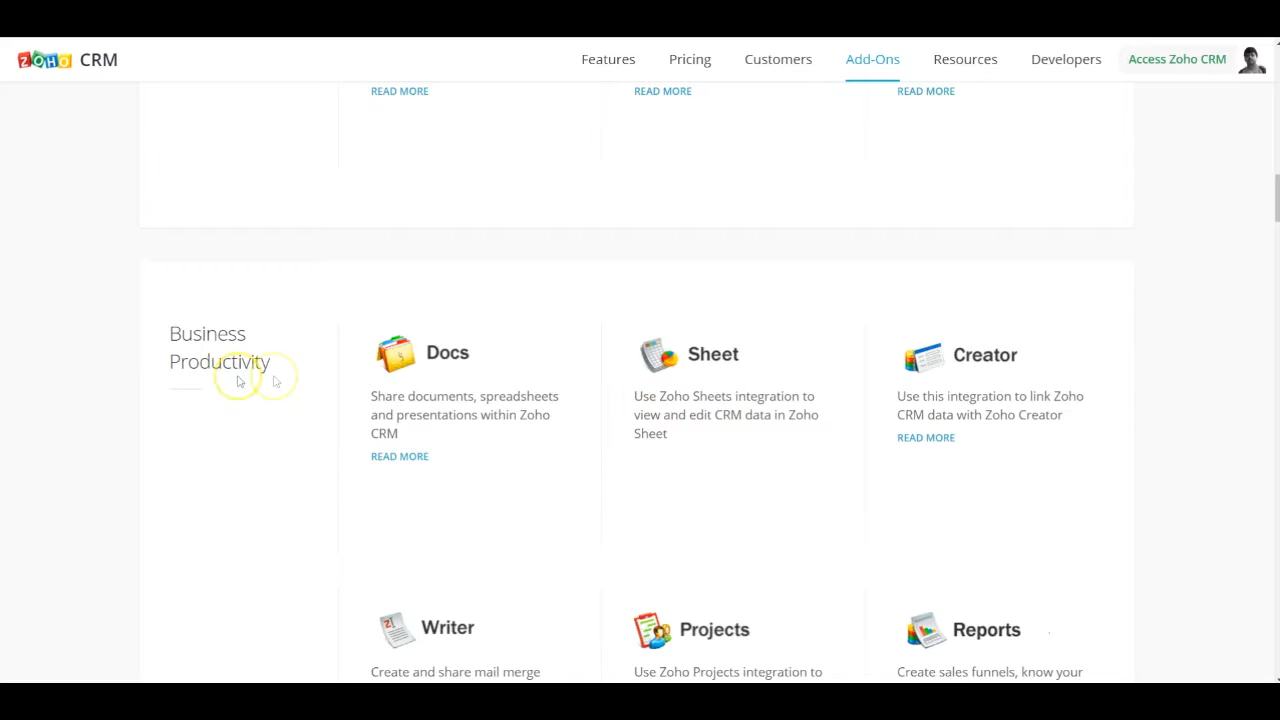 ZOHO CRM
Features
Pricing
Customers
Add-Ons
Resources
Developers
Access Zoho CRM
READ MORE
READ MORE
READ MORE
Business
Productivity
Docs
Share documents, spreadsheets
and presentations within Zoho
CRM
READ MORE
Sheet
Use Zoho Sheets integration to
view and edit CRM data in Zoho
Sheet
Creator
Use this integration to link Zoho
CRM data with Zoho Creator
READ MORE
Writer
Create and share mail merge
Projects
Use Zoho Projects integration to
Reports
Create sales funnels, know your